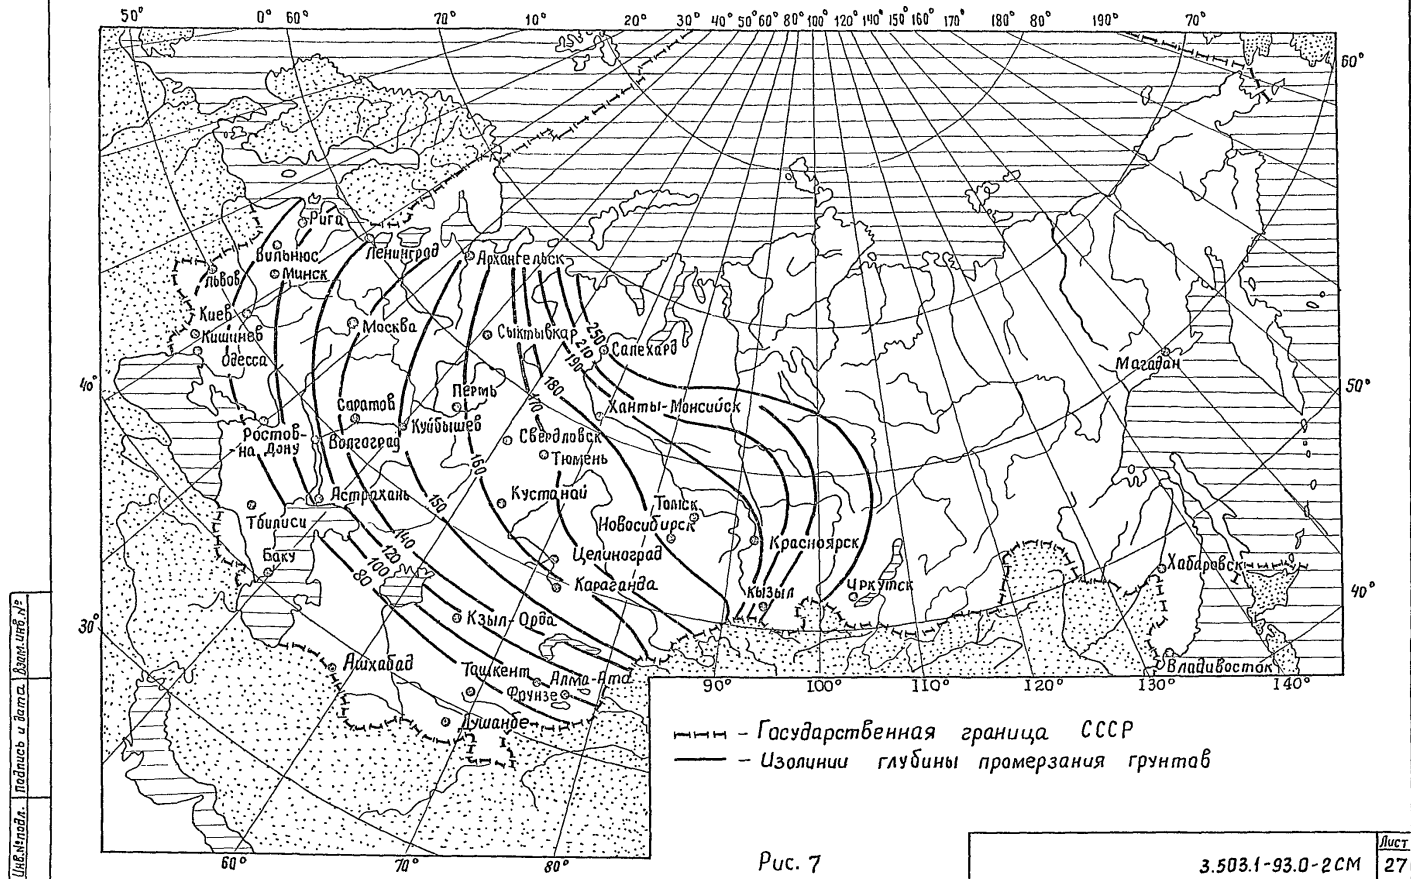 50° 0° 60° 70° 10° 20° 30° 40° 50° 60° 80° 100° 120° 140° 150° 160° 170° 180° 80° 190° 70°
60°
Рига
Вильнюс
Ленинград
Архангельск
Минск
Львов
Киев
Москва
Сыктывкар
250
210
190
Салехард
Кишинев
Одесса
Магадан
40°
50°
180
170
Пермь
Саратов
Ханты-Монсийск
Куйбышев
Ростов-
на Дону
Волгоград
Свердловск
Тюмень
160
Астрахань
150
Кустанай
Томск
Новосибирск
Тбилиси
140
120
100
80
Целиноград
Красноярск
Баку
Караганда
Кызыл
Чркутск
Хабаровск
40°
30°
Кзыл-Орда
Ашхабад
Ташкент
Алма-Ата
Фрунзе
Владивосток
90° 100° 110° 120° 130° 140°
Душанбе
– Государственная граница СССР
– Изолинии глубины промерзания грунтов
60° 70° 80°
Рис. 7
3.503.1-93.0-2СМ
Лист
27
Инв.№ подл. Подпись и дата Взам.инв.№